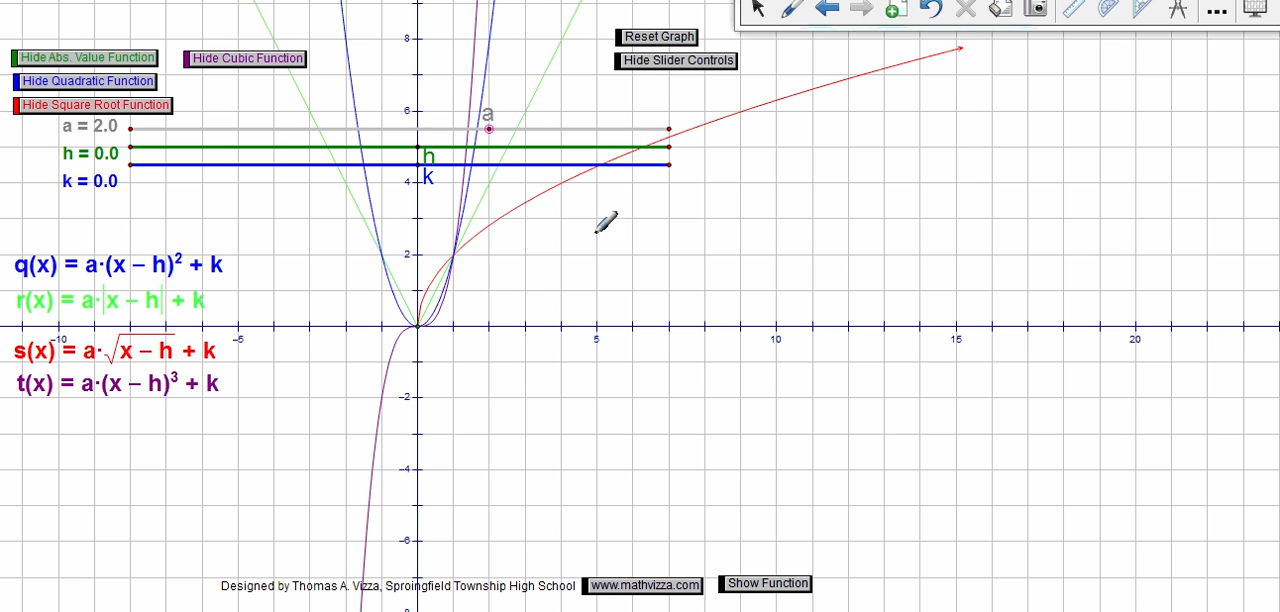 Reset Graph
Hide Abs. Value Function
Hide Cubic Function
Hide Slider Controls
Hide Quadratic Function
Hide Square Root Function
a
a = 2.0
h = 0.0
h
k = 0.0
k
q(x) = a·(x – h)² + k
r(x) = a·|x – h| + k
s(x) = a·√x – h + k
t(x) = a·(x – h)³ + k
8
6
4
2
−10
−5
5
10
15
20
−2
−4
−6
8
Designed by Thomas A. Vizza, Sproingfield Township High School
www.mathvizza.com
Show Function